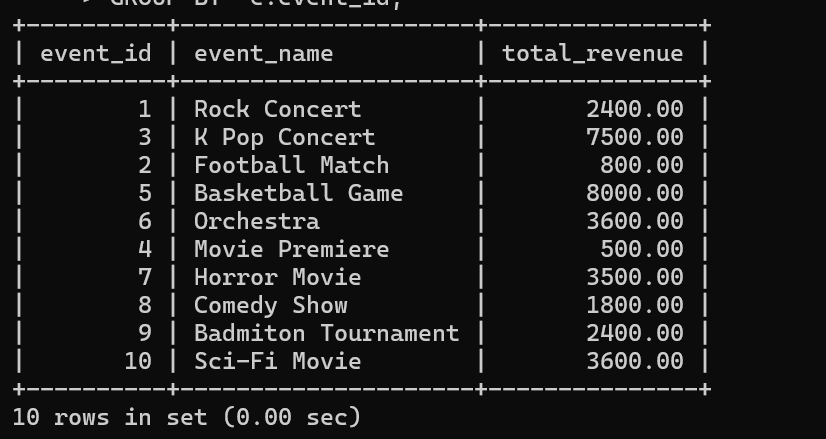 > GROUP BY  e.event_id;
+----------+---------------------+---------------+
| event_id | event_name          | total_revenue |
+----------+---------------------+---------------+
|        1 | Rock Concert        |       2400.00 |
|        3 | K Pop Concert       |       7500.00 |
|        2 | Football Match      |        800.00 |
|        5 | Basketball Game     |       8000.00 |
|        6 | Orchestra           |       3600.00 |
|        4 | Movie Premiere      |        500.00 |
|        7 | Horror Movie        |       3500.00 |
|        8 | Comedy Show         |       1800.00 |
|        9 | Badmiton Tournament |       2400.00 |
|       10 | Sci-Fi Movie        |       3600.00 |
+----------+---------------------+---------------+
10 rows in set (0.00 sec)